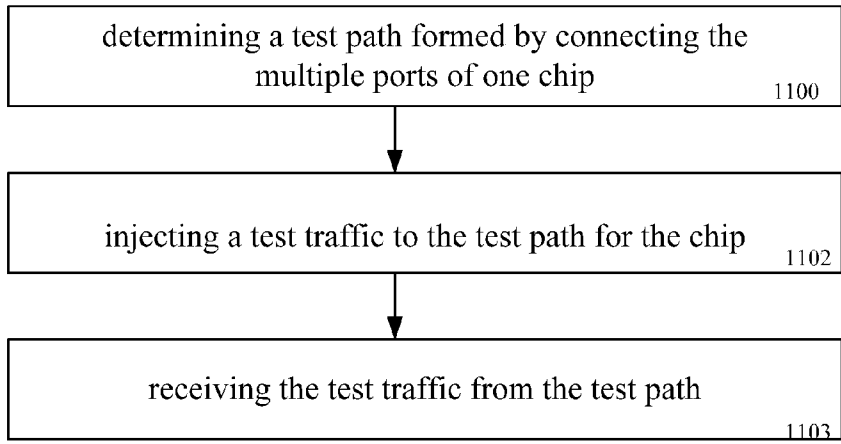 determining a test path formed by connecting the
multiple ports of one chip
1100
injecting a test traffic to the test path for the chip
1102
receiving the test traffic from the test path
1103